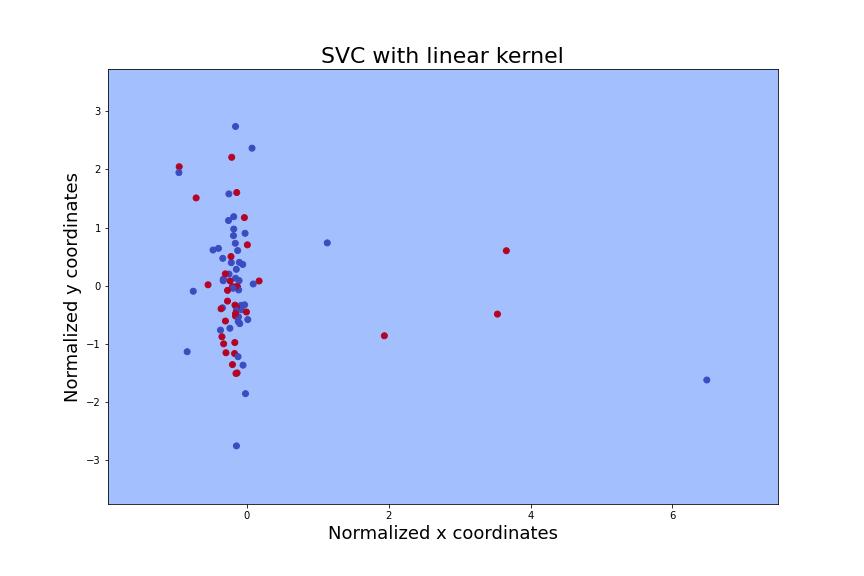 SVC with linear kernel
Normalized y coordinates
3
2
1
0
−1
−2
−3
0 2 4 6
Normalized x coordinates